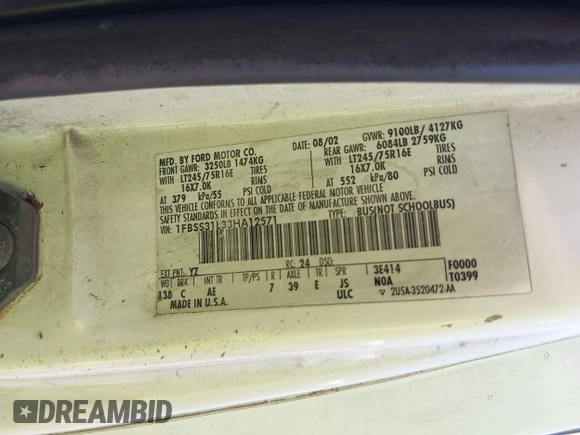 MFD. BY FORD MOTOR CO.
DATE: 08/02 GVWR: 9100LB/ 4127KG
FRONT GAWR: 3250LB 1474KG REAR GAWR: 6084LB 2759KG
WITH LT245/75R16E TIRES WITH LT245/75R16E TIRES
16X7.0K RIMS 16X7.0K RIMS
AT 379 kPa/55 PSI COLD AT 552 kPa/80 PSI COLD
THIS VEHICLE CONFORMS TO ALL APPLICABLE FEDERAL MOTOR VEHICLE
SAFETY STANDARDS IN EFFECT ON THE DATE OF MANUFACTURE SHOWN ABOVE.
VIN: 1FBSS31L33HA12571 TYPE: BUS(NOT SCHOOLBUS)
EXT PNT: YZ RC: 24 DSO:
WB BRK INT TR TP/PS R AXLE TR SPR 3E414 F0000
138 C AE 7 39 E JS N0A T0399
MADE IN U.S.A. ULC ▽ 2U5A 3520472-AA
DREAMBID